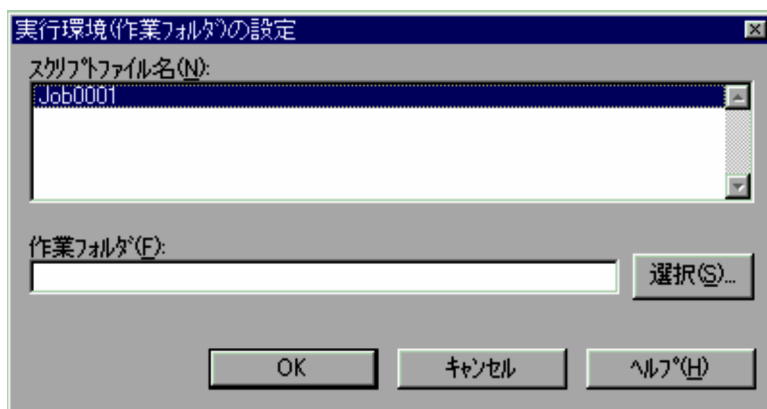 実行環境(作業ﾌｫﾙﾀﾞ)の設定
ｽｸﾘﾌﾟﾄﾌｧｲﾙ名(N):
Job0001
作業ﾌｫﾙﾀﾞ(F):
選択(S)...
OK
ｷｬﾝｾﾙ
ﾍﾙﾌﾟ(H)